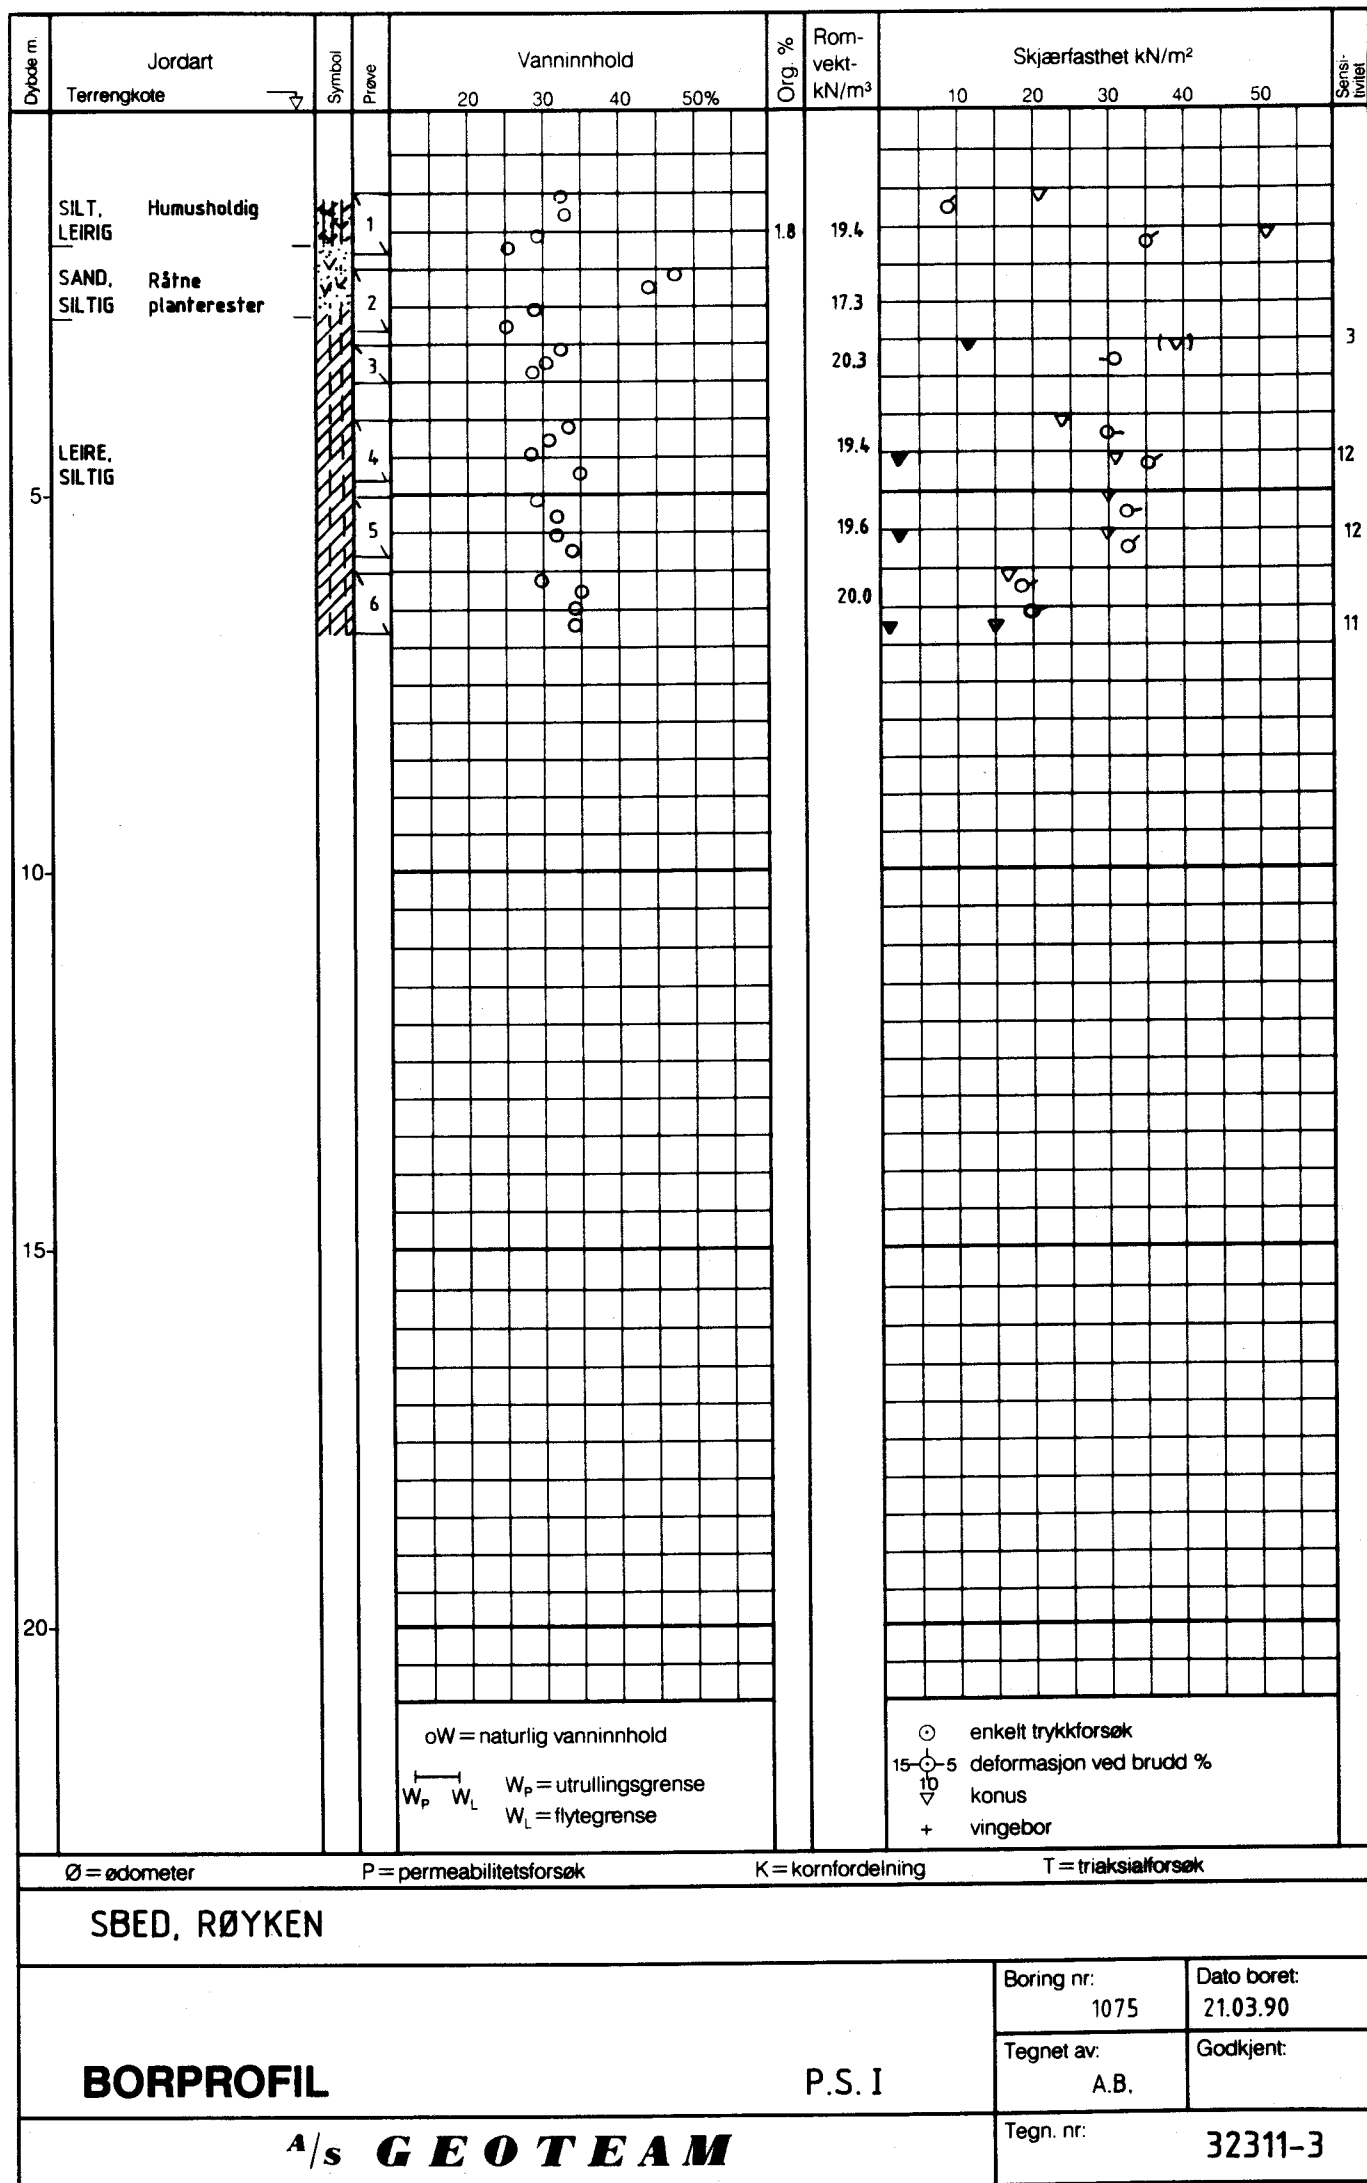 Dybde m.
Jordart
Terrengkote
Symbol
Prøve
Vanninnhold
20 30 40 50%
Org. %
Rom-
vekt-
kN/m³
Skjærfasthet kN/m²
10 20 30 40 50
Sensi-
tivitet
SILT, Humusholdig
LEIRIG
1
1.8
19.4
SAND, Råtne
SILTIG planterester
2
17.3
3
20.3
( )
3
LEIRE,
SILTIG
4
19.4
12
5
5
19.6
12
6
20.0
11
10
15
20
oW = naturlig vanninnhold
W_P W_L
W_P = utrullingsgrense
W_L = flytegrense
enkelt trykkforsøk
15 5 deformasjon ved brudd %
10
konus
+ vingebor
Ø = ødometer P = permeabilitetsforsøk K = kornfordelning T = triaksialforsøk
SBED, RØYKEN
BORPROFIL
P.S. I
Boring nr:
1075
Dato boret:
21.03.90
Tegnet av:
A.B.
Godkjent:
A/s GEOTEAM
Tegn. nr:
32311-3